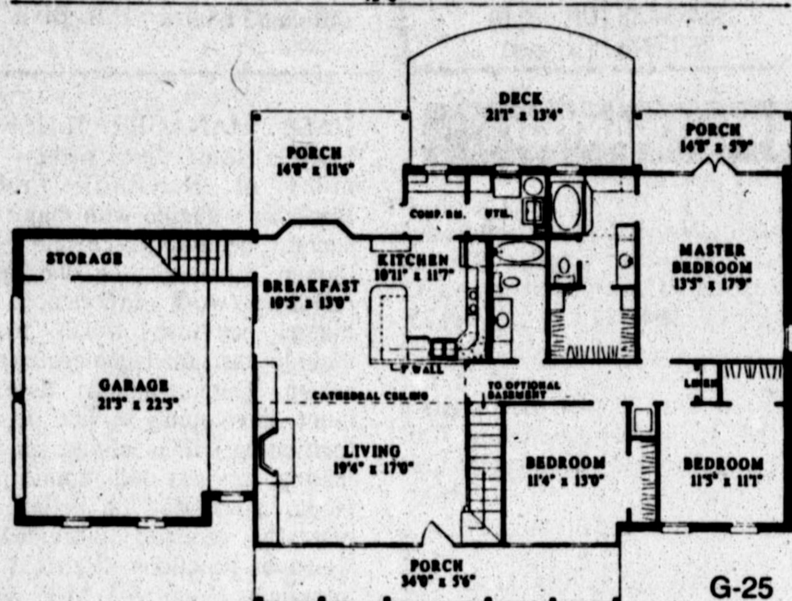 DECK
21'1" x 13'4"
PORCH
14'8" x 5'9"
PORCH
14'8" x 11'6"
COMP. RM.
UTIL.
STORAGE
KITCHEN
10'11" x 11'7"
MASTER
BEDROOM
13'5" x 17'9"
BREAKFAST
10'5" x 13'0"
WALL
GARAGE
21'3" x 22'5"
CATHEDRAL CEILING
TO OPTIONAL
BASEMENT
LINEN
LIVING
19'4" x 17'0"
BEDROOM
11'4" x 13'0"
BEDROOM
11'5" x 11'1"
PORCH
34'0" x 5'6"
G-25